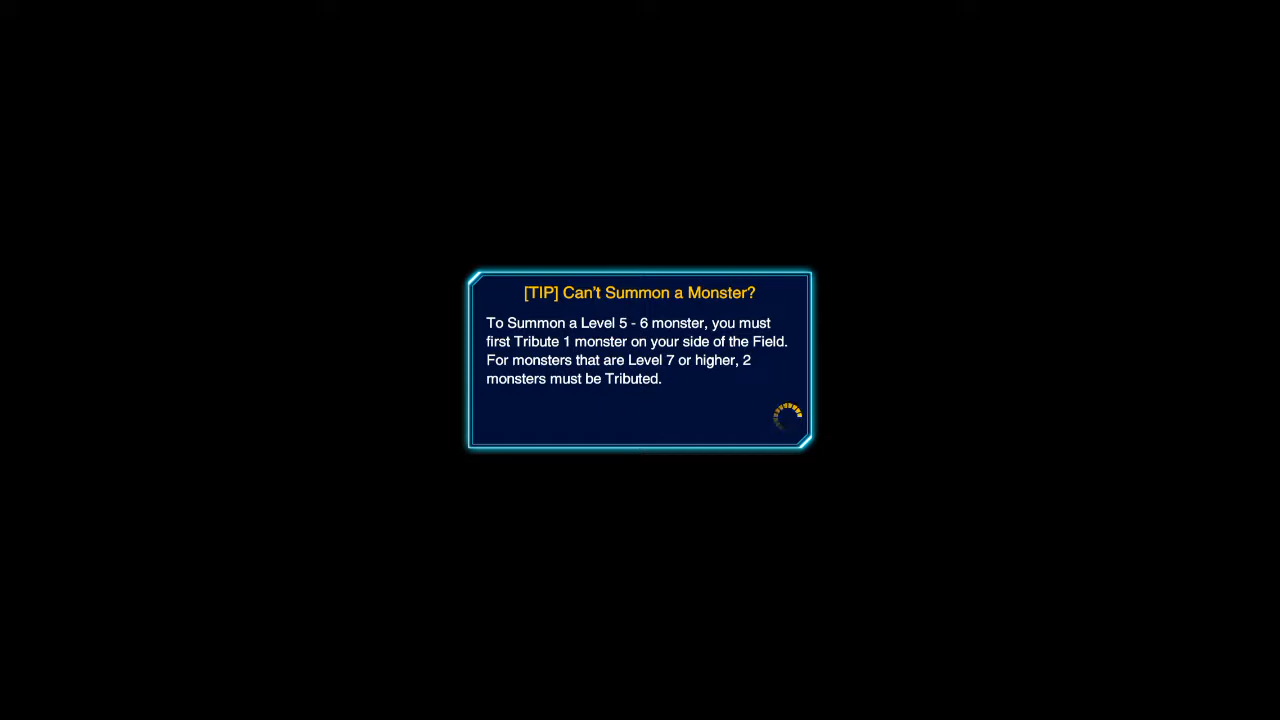 [TIP] Can't Summon a Monster?
To Summon a Level 5 - 6 monster, you must
first Tribute 1 monster on your side of the Field.
For monsters that are Level 7 or higher, 2
monsters must be Tributed.